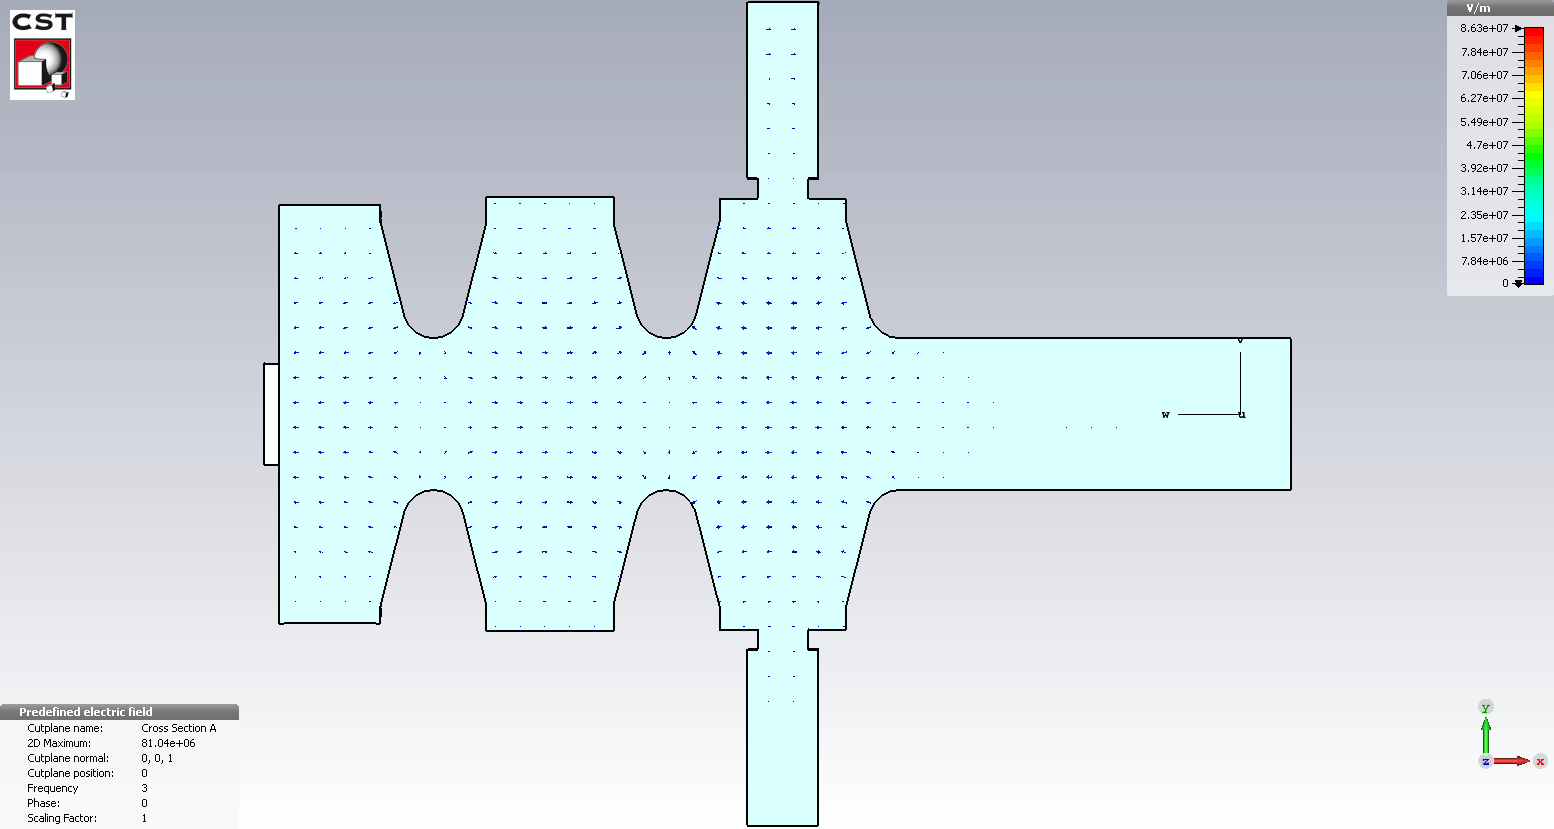 CST
V/m
8.63e+07
7.84e+07
7.06e+07
6.27e+07
5.49e+07
4.7e+07
3.92e+07
3.14e+07
2.35e+07
1.57e+07
7.84e+06
0
v
w
u
y
z
x
Predefined electric field
Cutplane name: Cross Section A
2D Maximum: 81.04e+06
Cutplane normal: 0, 0, 1
Cutplane position: 0
Frequency 3
Phase: 0
Scaling Factor: 1